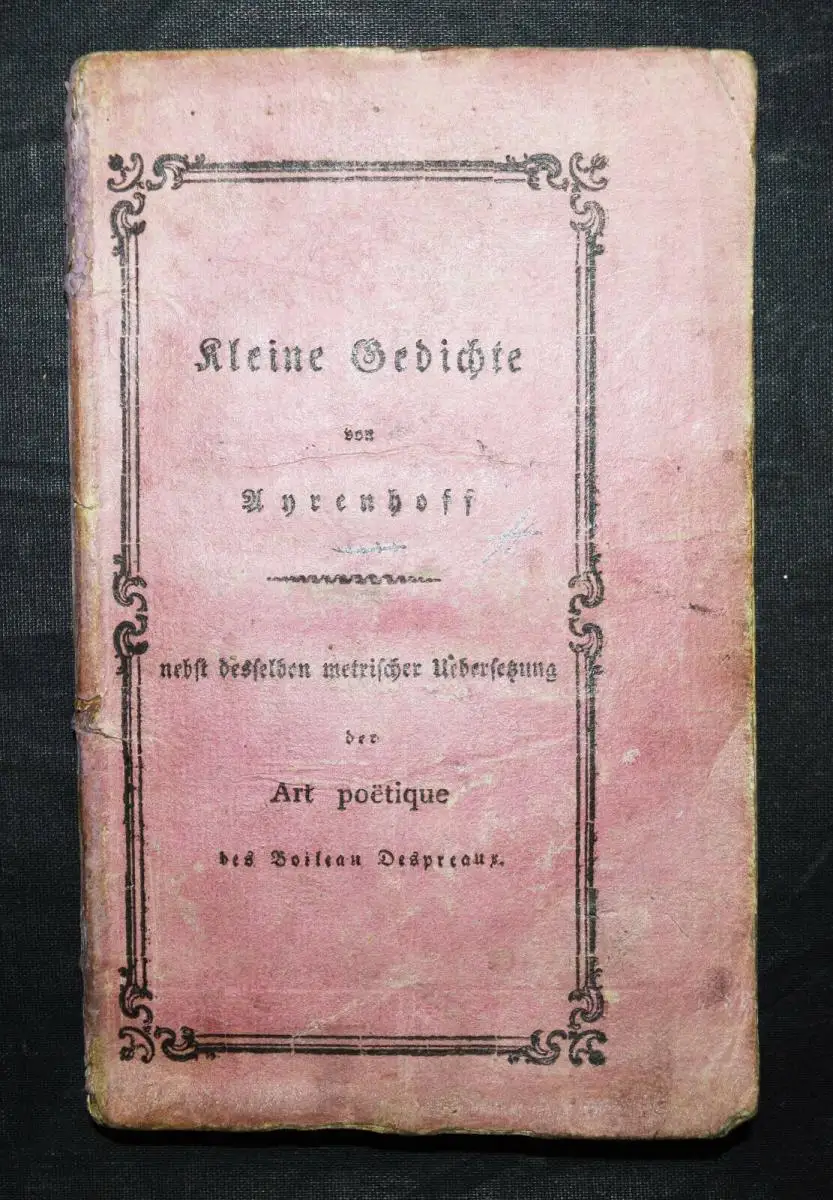 Kleine Gedichte
von
Ayrenhoff
nebst desselben metrischer Uebersetzung
der
Art poëtique
des Boileau Despreaux.